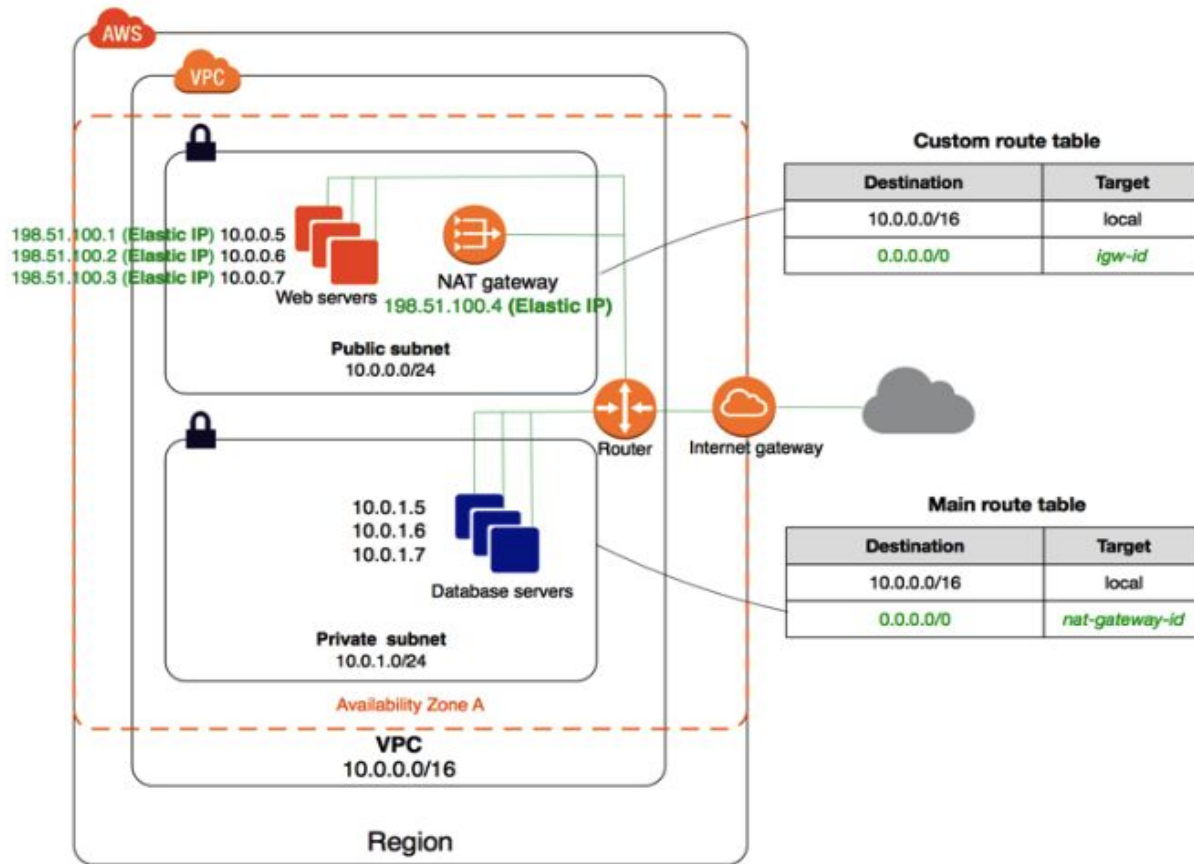 AWS
VPC
198.51.100.1 (Elastic IP) 10.0.0.5
198.51.100.2 (Elastic IP) 10.0.0.6
198.51.100.3 (Elastic IP) 10.0.0.7
Web servers
NAT gateway
198.51.100.4 (Elastic IP)
Public subnet
10.0.0.0/24
Custom route table
Destination Target
10.0.0.0/16 local
0.0.0.0/0 igw-id
Router
Internet gateway
10.0.1.5
10.0.1.6
10.0.1.7
Database servers
Private subnet
10.0.1.0/24
Main route table
Destination Target
10.0.0.0/16 local
0.0.0.0/0 nat-gateway-id
Availability Zone A
VPC
10.0.0.0/16
Region